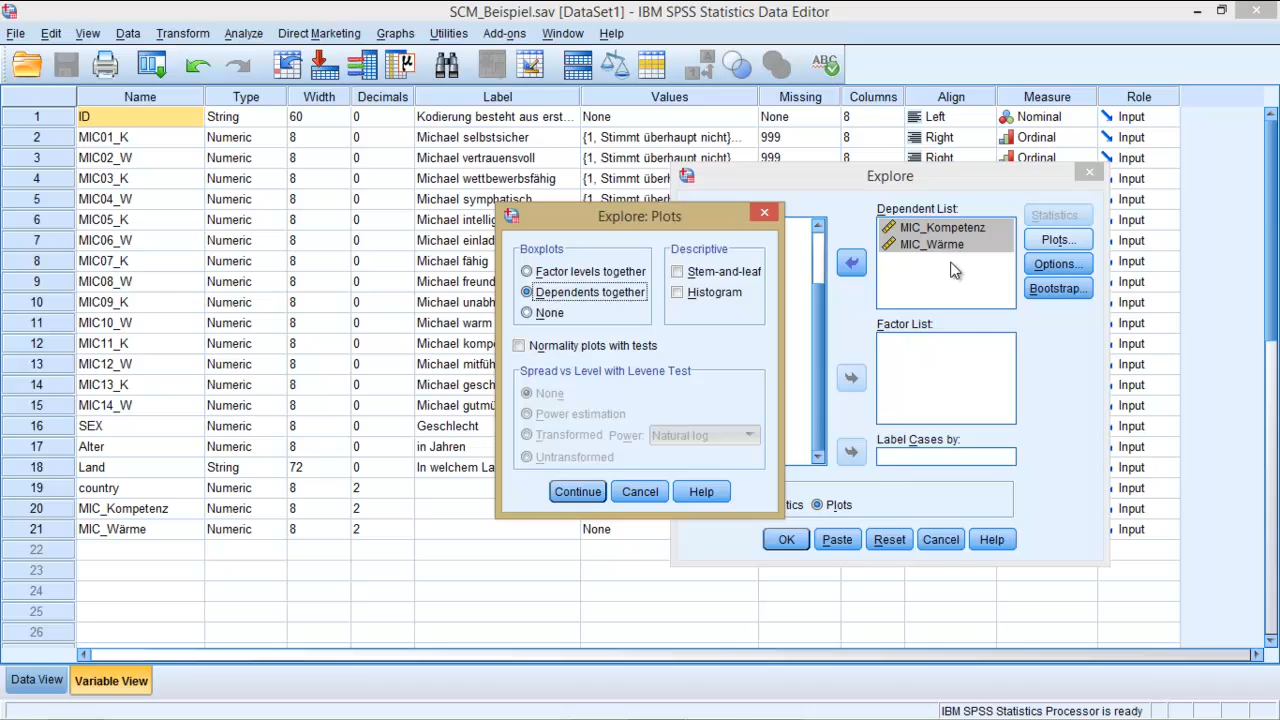 SCM_Beispiel.sav [DataSet1] - IBM SPSS Statistics Data Editor
File Edit View Data Transform Analyze Direct Marketing Graphs Utilities Add-ons Window Help
Name Type Width Decimals Label Values Missing Columns Align Measure Role
1 ID String 60 0 Kodierung besteht aus erst... None None 8 Left Nominal Input
2 MIC01_K Numeric 8 0 Michael selbstsicher {1, Stimmt überhaupt nicht}... 999 8 Right Ordinal Input
3 MIC02_W Numeric 8 0 Michael vertrauensvoll {1, Stimmt überhaupt nicht} 999 8 Right Ordinal Input
4 MIC03_K Numeric 8 0 Michael wettbewerbsfähig
5 MIC04_W Numeric 8 0 Michael sympathisch Input
6 MIC05_K Numeric 8 0 Michael Input
7 MIC06_W Numeric 8 0 Michael Input
8 MIC07_K Numeric 8 0 Michael fähig Input
9 MIC08_W Numeric 8 0 Michael Input
10 MIC09_K Numeric 8 0 Michael Input
11 MIC10_W Numeric 8 0 Michael warm Input
12 MIC11_K Numeric 8 0 Michael Input
13 MIC12_W Numeric 8 0 Michael Input
14 MIC13_K Numeric 8 0 Michael Input
15 MIC14_W Numeric 8 0 Michael Input
16 SEX Numeric 8 0 Geschlecht Input
17 Alter Numeric 8 0 in Jahren Input
18 Land String 72 0 In welchem Input
19 country Numeric 8 2 Input
20 MIC_Kompetenz Numeric 8 2 Input
21 MIC_Wärme Numeric 8 2 None Input
22
23
24
25
26
Explore
Dependent List:
MIC_Kompetenz
MIC_Wärme
Statistics...
Plots...
Options...
Bootstrap...
Factor List:
Label Cases by:
Plots
OK Paste Reset Cancel Help
Explore: Plots
Boxplots Descriptive
Factor levels together Stem-and-leaf
Dependents together Histogram
None
Normality plots with tests
Spread vs Level with Levene Test
None
Power estimation
Transformed Power: Natural log
Untransformed
Continue Cancel Help
Data View Variable View
IBM SPSS Statistics Processor is ready